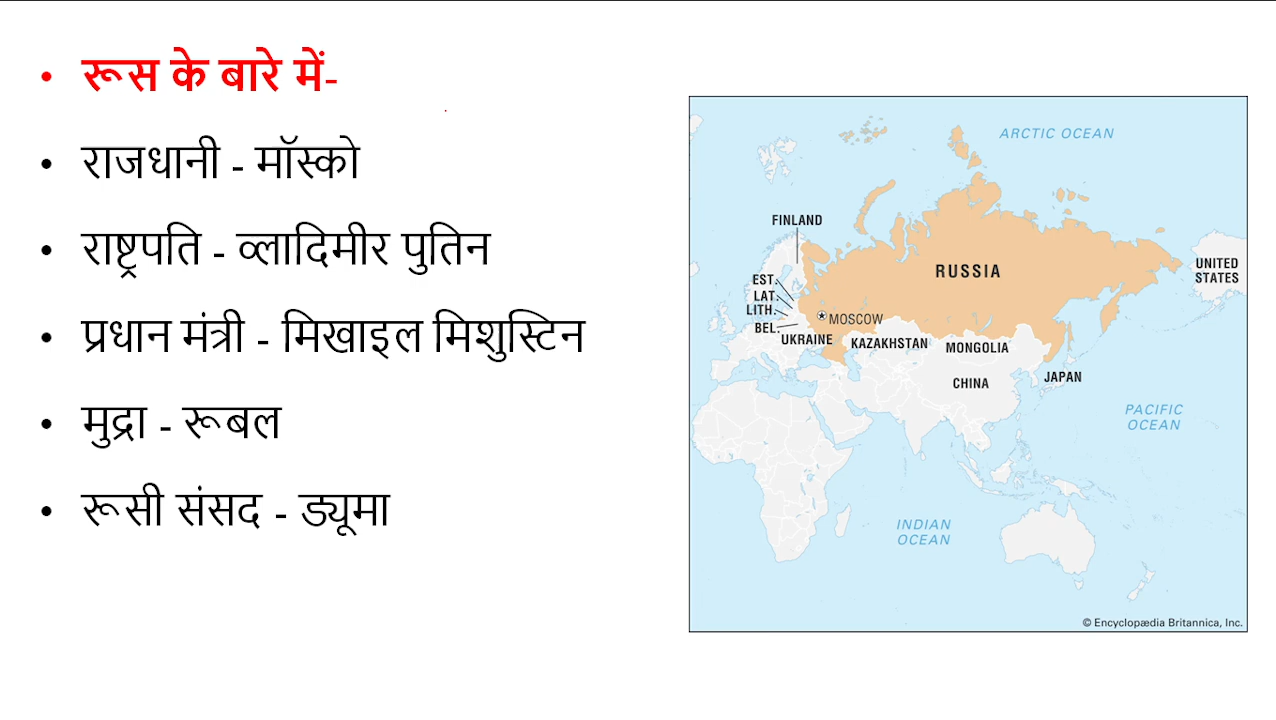 • रूस के बारे में-
• राजधानी - मॉस्को
• राष्ट्रपति - व्लादिमीर पुतिन
• प्रधान मंत्री - मिखाइल मिशुस्टिन
• मुद्रा - रूबल
• रूसी संसद - ड्यूमा
ARCTIC OCEAN
FINLAND
RUSSIA
UNITED
STATES
EST.
LAT.
LITH.
BEL.
MOSCOW
UKRAINE
KAZAKHSTAN
MONGOLIA
CHINA
JAPAN
PACIFIC
OCEAN
INDIAN
OCEAN
© Encyclopædia Britannica, Inc.